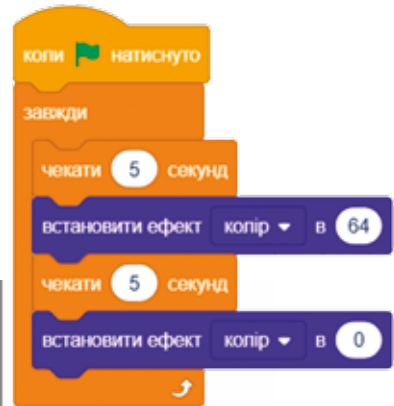 коли натиснуто
завжди
чекати 5 секунд
встановити ефект колір в 64
чекати 5 секунд
встановити ефект колір в 0